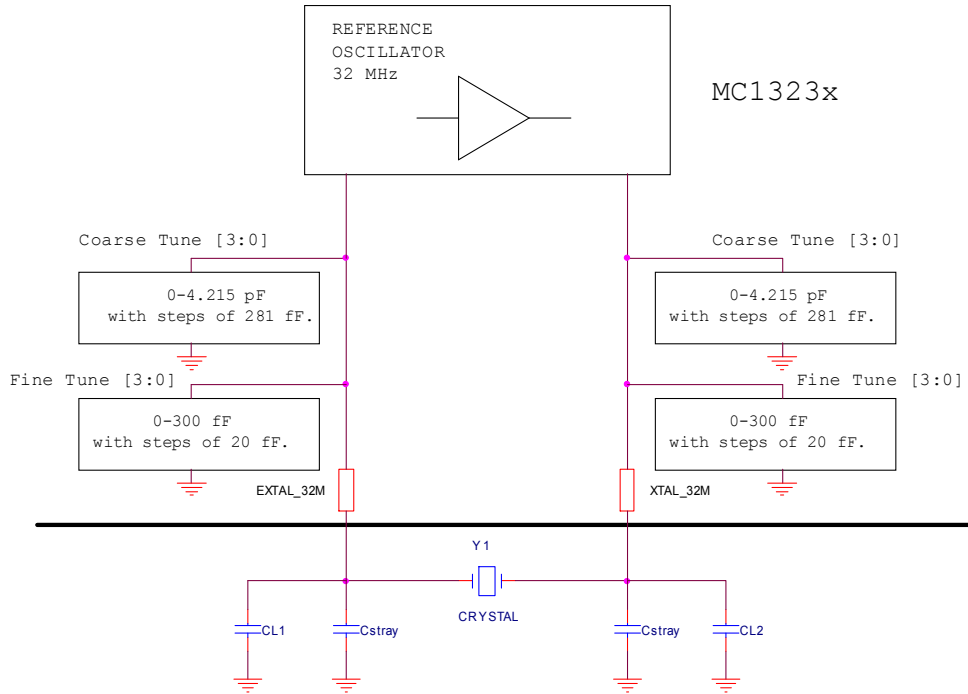 REFERENCE
OSCILLATOR
32 MHz
MC1323x
Coarse Tune [3:0]
Coarse Tune [3:0]
0-4.215 pF
with steps of 281 fF.
0-4.215 pF
with steps of 281 fF.
Fine Tune [3:0]
Fine Tune [3:0]
0-300 fF
with steps of 20 fF.
0-300 fF
with steps of 20 fF.
EXTAL_32M
XTAL_32M
Y1
CRYSTAL
CL1
Cstray
Cstray
CL2